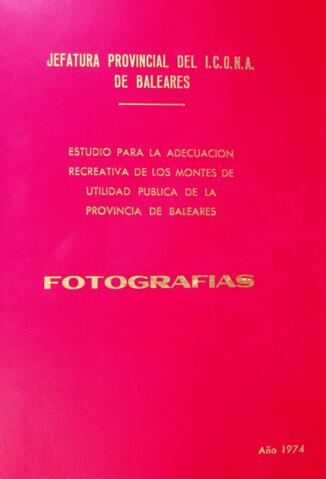 JEFATURA PROVINCIAL DEL I.C.O.N.A.
DE BALEARES
ESTUDIO PARA LA ADECUACION
RECREATIVA DE LOS MONTES DE
UTILIDAD PUBLICA DE LA
PROVINCIA DE BALEARES
FOTOGRAFIAS
Año 1974